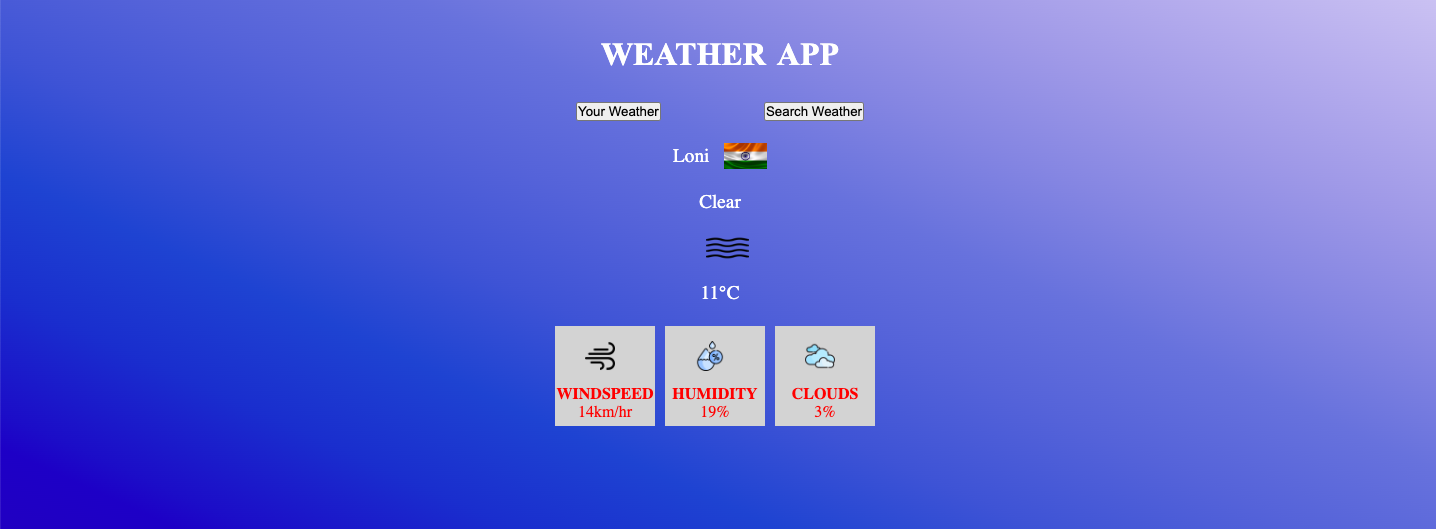 WEATHER APP
Your Weather Search Weather
Loni
Clear
11°C
WINDSPEED HUMIDITY CLOUDS
14km/hr 19% 3%